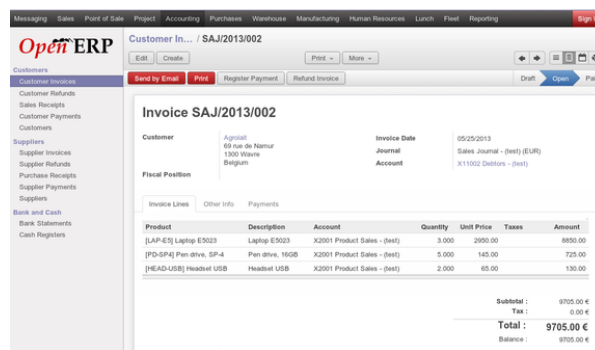 Messaging Sales Point of Sale Project Accounting Purchases Warehouse Manufacturing Human Resources Lunch Fleet Reporting Sign
Open ERP
Customer In... / SAJ/2013/002
Edit Create Print More
Send by Email Print Register Payment Refund Invoice Draft Open Pa
Customers
Customer Invoices
Customer Refunds
Sales Receipts
Customer Payments
Customers
Suppliers
Supplier Invoices
Supplier Refunds
Purchase Receipts
Supplier Payments
Suppliers
Bank and Cash
Bank Statements
Cash Registers
Invoice SAJ/2013/002
Customer Agrolait Invoice Date 05/25/2013
69 rue de Namur Journal Sales Journal - (test) (EUR)
1300 Wavre
Belgium Account X11002 Debtors - (test)
Fiscal Position
Invoice Lines Other Info Payments
Product Description Account Quantity Unit Price Taxes Amount
[LAP-E5] Laptop E5023 Laptop E5023 X2001 Product Sales - (test) 3.000 2950.00 8850.00
[PD-SP4] Pen drive, SP-4 Pen drive, 16GB X2001 Product Sales - (test) 5.000 145.00 725.00
[HEAD-USB] Headset USB Headset USB X2001 Product Sales - (test) 2.000 65.00 130.00
Subtotal : 9705.00 €
Tax : 0.00 €
Total : 9705.00 €
Balance : 9705.00 €